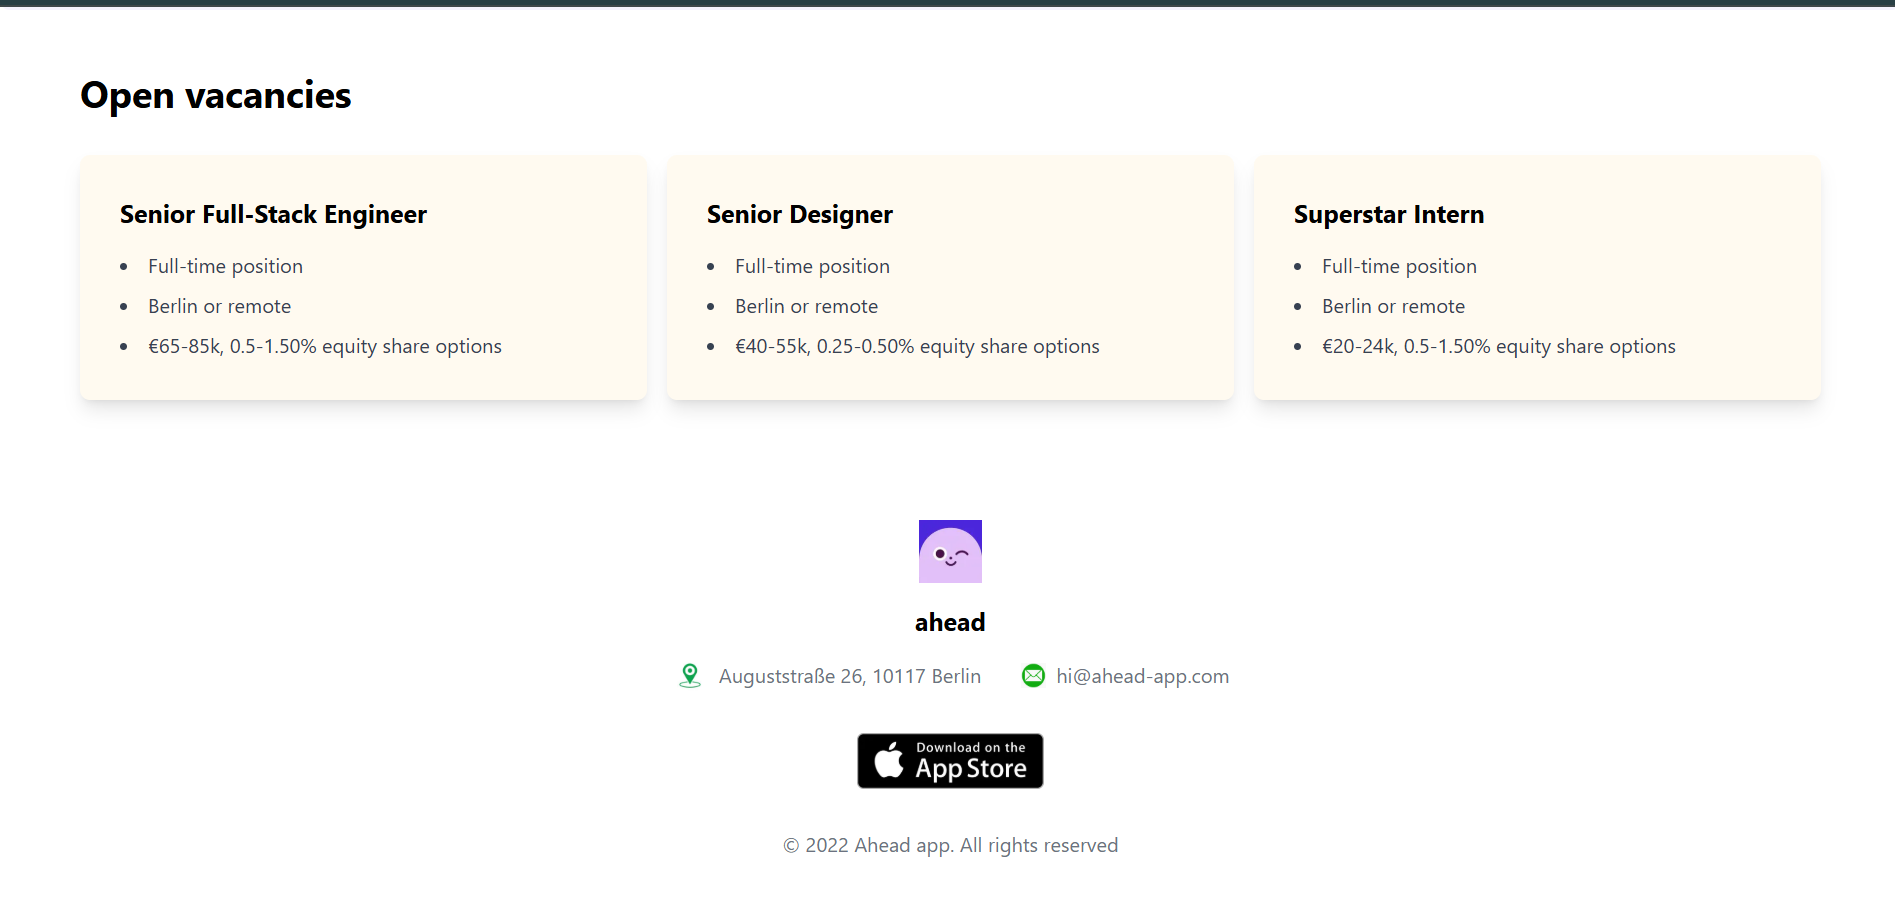 Open vacancies
Senior Full-Stack Engineer
• Full-time position
• Berlin or remote
• €65-85k, 0.5-1.50% equity share options
Senior Designer
• Full-time position
• Berlin or remote
• €40-55k, 0.25-0.50% equity share options
Superstar Intern
• Full-time position
• Berlin or remote
• €20-24k, 0.5-1.50% equity share options
ahead
Auguststraße 26, 10117 Berlin
hi@ahead-app.com
Download on the
App Store
© 2022 Ahead app. All rights reserved